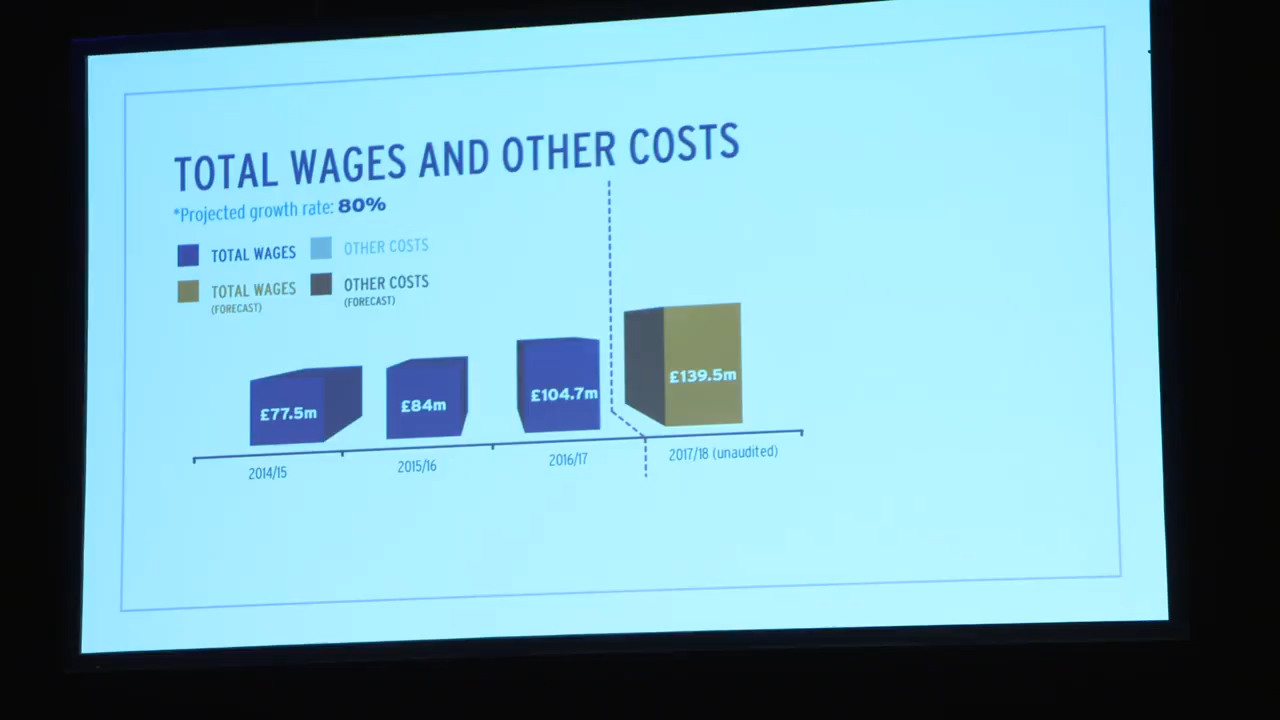 TOTAL WAGES AND OTHER COSTS
*Projected growth rate: 80%
TOTAL WAGES
OTHER COSTS
TOTAL WAGES
(FORECAST)
OTHER COSTS
(FORECAST)
£77.5m
£84m
£104.7m
£139.5m
2014/15
2015/16
2016/17
2017/18 (unaudited)